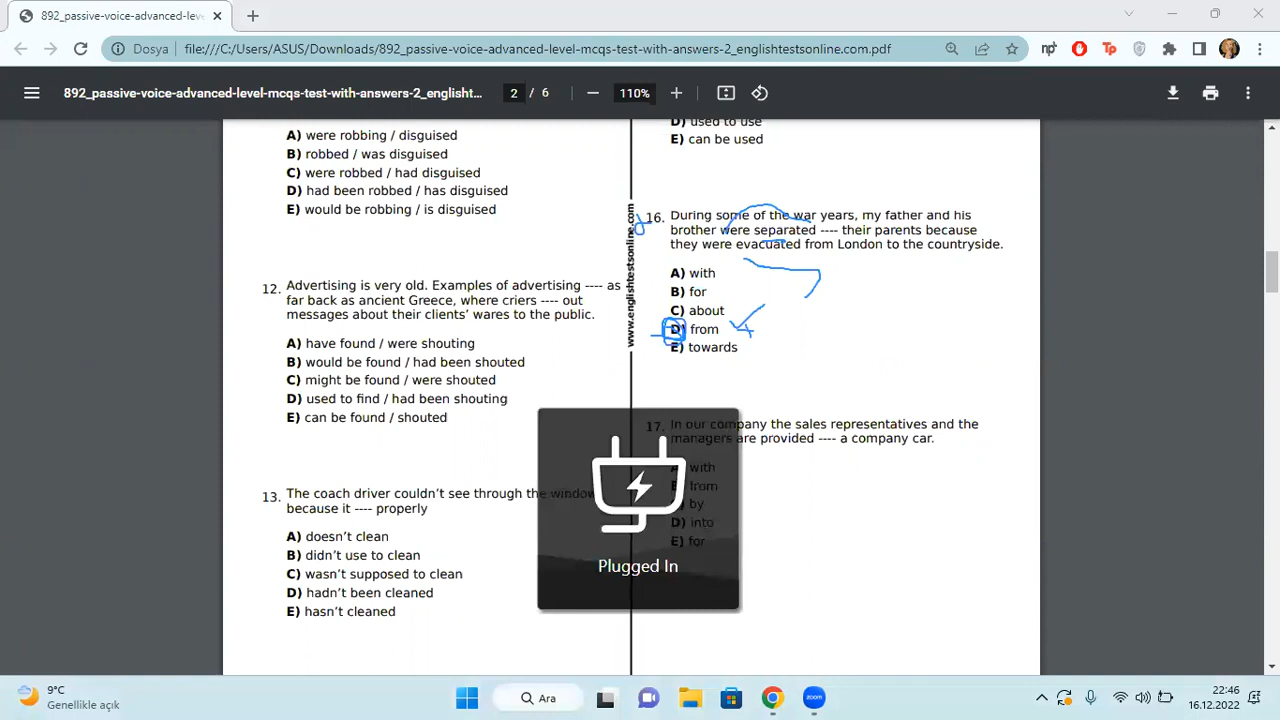 892_passive-voice-advanced-leve
Dosya file:///C:/Users/ASUS/Downloads/892_passive-voice-advanced-level-mcqs-test-with-answers-2_englishtestsonline.com.pdf
892_passive-voice-advanced-level-mcqs-test-with-answers-2_englisht... 2 / 6 110%
A) were robbing / disguised
B) robbed / was disguised
C) were robbed / had disguised
D) had been robbed / has disguised
E) would be robbing / is disguised
12. Advertising is very old. Examples of advertising ---- as
far back as ancient Greece, where criers ---- out
messages about their clients’ wares to the public.
A) have found / were shouting
B) would be found / had been shouted
C) might be found / were shouted
D) used to find / had been shouting
E) can be found / shouted
13. The coach driver couldn’t see through the window
because it ---- properly
A) doesn’t clean
B) didn’t use to clean
C) wasn’t supposed to clean
D) hadn’t been cleaned
E) hasn’t cleaned
www.englishtestsonline.com
D) used to use
E) can be used
16. During some of the war years, my father and his
brother were separated ---- their parents because
they were evacuated from London to the countryside.
A) with
B) for
C) about
D) from
E) towards
17. In our company the sales representatives and the
managers are provided ---- a company car.
A) with
B) from
C) by
D) into
E) for
Plugged In
9°C
Genellikle açık
Ara
zoom
22:46
16.12.2022